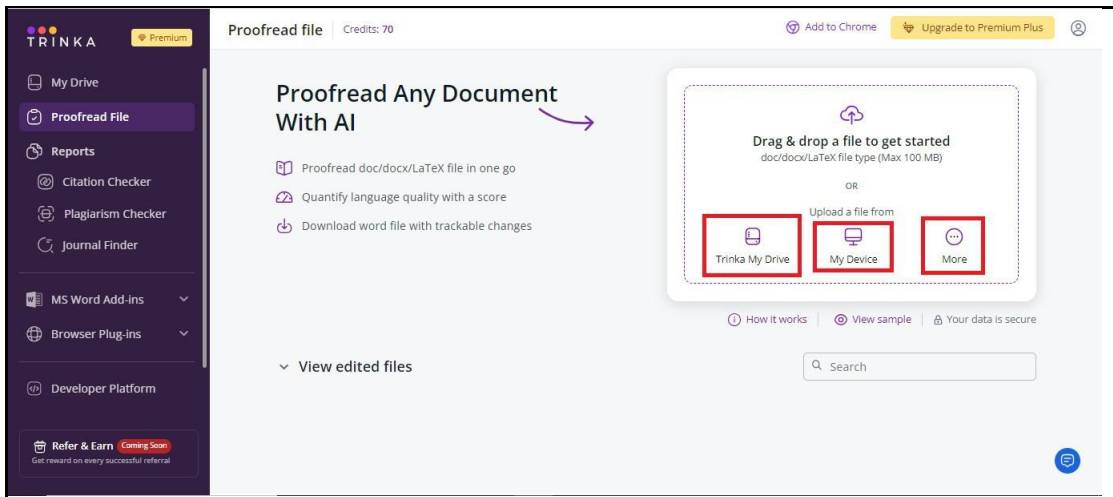 TRINKA
Premium
My Drive
Proofread File
Reports
Citation Checker
Plagiarism Checker
Journal Finder
MS Word Add-ins
Browser Plug-ins
Developer Platform
Refer & Earn Coming Soon
Get reward on every successful referral
Proofread file Credits: 70
Add to Chrome
Upgrade to Premium Plus
Proofread Any Document
With AI
Proofread doc/docx/LaTeX file in one go
Quantify language quality with a score
Download word file with trackable changes
Drag & drop a file to get started
doc/docx/LaTeX file type (Max 100 MB)
OR
Upload a file from
Trinka My Drive
My Device
More
How it works
View sample
Your data is secure
View edited files
Search